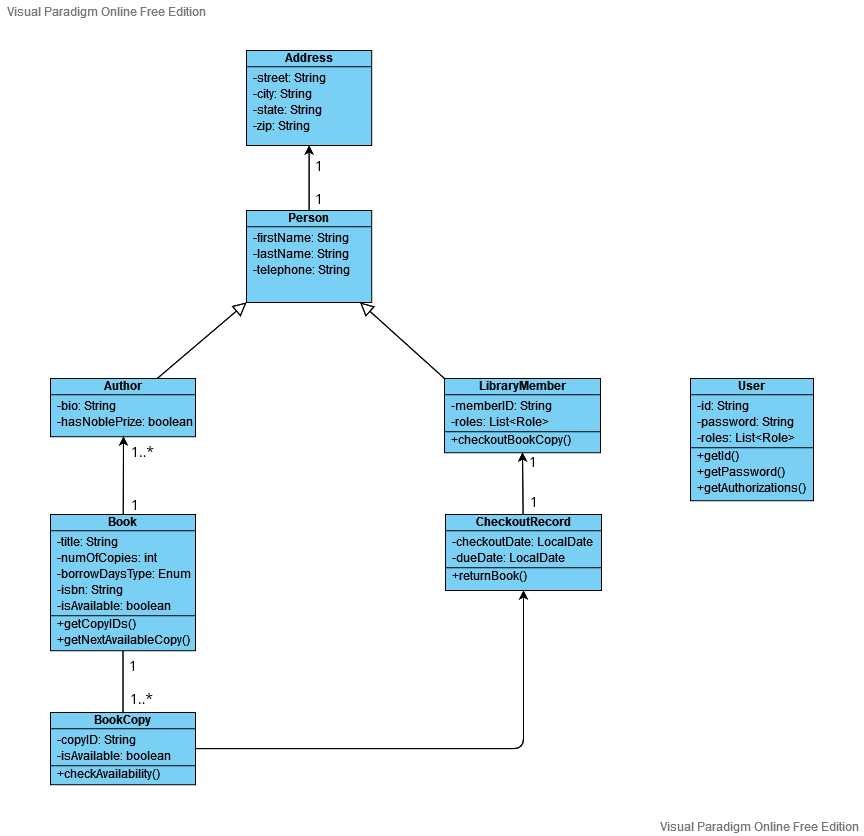 Visual Paradigm Online Free Edition
Address
-street: String
-city: String
-state: String
-zip: String
1
1
Person
-firstName: String
-lastName: String
-telephone: String
Author
-bio: String
-hasNoblePrize: boolean
LibraryMember
-memberID: String
-roles: List<Role>
+checkoutBookCopy()
User
-id: String
-password: String
-roles: List<Role>
+getId()
+getPassword()
+getAuthorizations()
1..*
1
1
1
Book
-title: String
-numOfCopies: int
-borrowDaysType: Enum
-isbn: String
-isAvailable: boolean
+getCopyIDs()
+getNextAvailableCopy()
CheckoutRecord
-checkoutDate: LocalDate
-dueDate: LocalDate
+returnBook()
1
1..*
BookCopy
-copyID: String
-isAvailable: boolean
+checkAvailability()
Visual Paradigm Online Free Edition